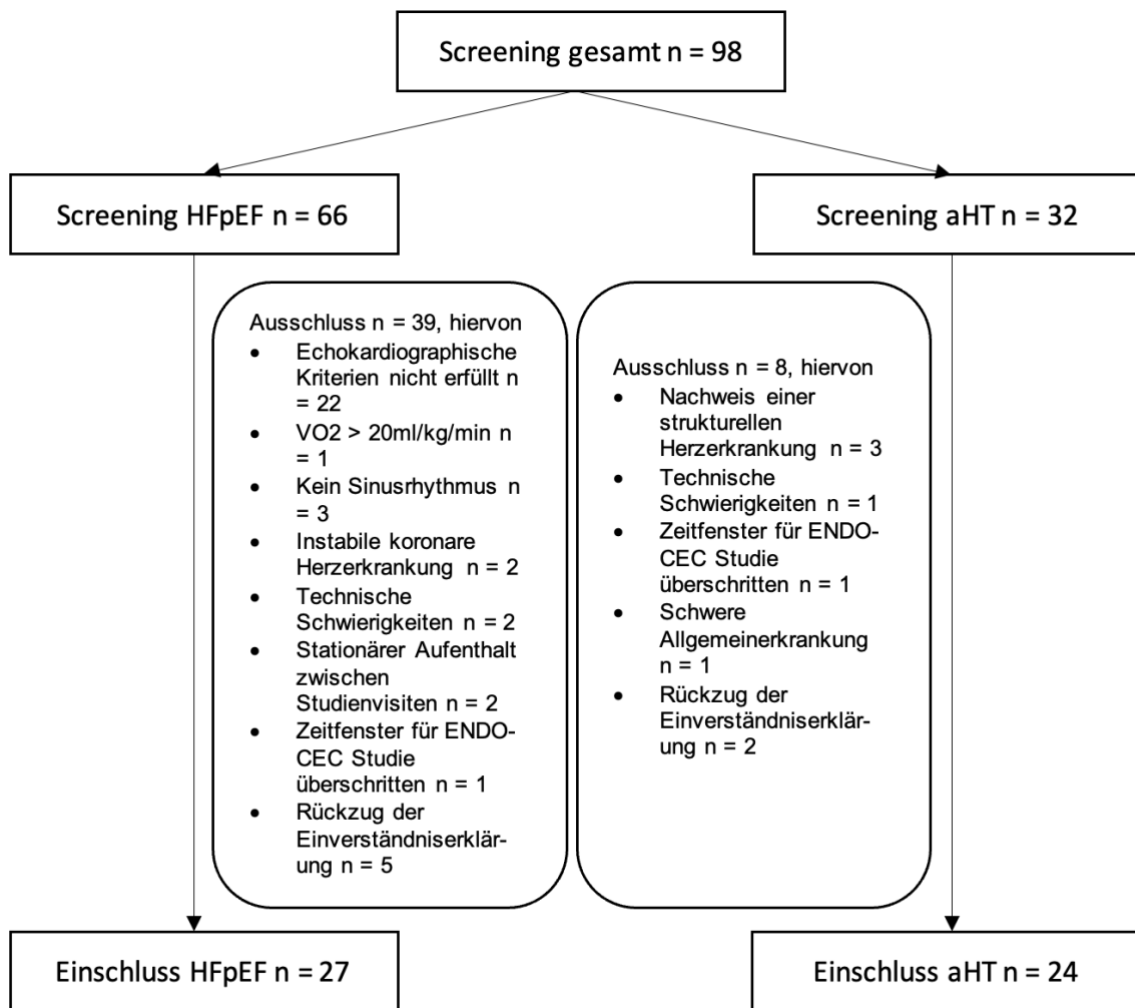 Screening gesamt n = 98
Screening HFpEF n = 66
Screening aHT n = 32
Ausschluss n = 39, hiervon
• Echokardiographische
Kriterien nicht erfüllt n
= 22
• VO2 > 20ml/kg/min n
= 1
• Kein Sinusrhythmus n
= 3
• Instabile koronare
Herzerkrankung n = 2
• Technische
Schwierigkeiten n = 2
• Stationärer Aufenthalt
zwischen
Studienvisiten n = 2
• Zeitfenster für ENDO-
CEC Studie
überschritten n = 1
• Rückzug der
Einverständniserklär-
ung n = 5
Ausschluss n = 8, hiervon
• Nachweis einer
strukturellen
Herzerkrankung n = 3
• Technische
Schwierigkeiten n = 1
• Zeitfenster für ENDO-
CEC Studie
überschritten n = 1
• Schwere
Allgemeinerkrankung
n = 1
• Rückzug der
Einverständniserklär-
ung n = 2
Einschluss HFpEF n = 27
Einschluss aHT n = 24